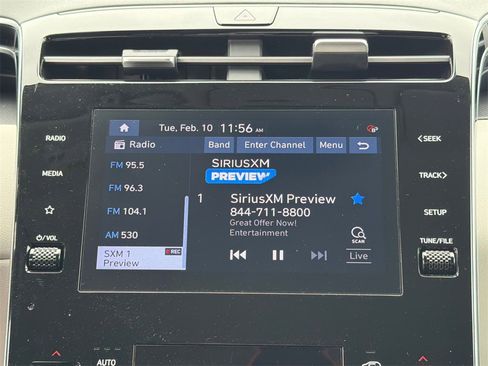 Tue, Feb. 10 11:56 AM
Radio Band Enter Channel Menu
RADIO
MEDIA
VOL
FM 95.5
FM 96.3
FM 104.1
AM 530
SXM 1 REC
Preview
SIRIUSXM
PREVIEW
1 SiriusXM Preview
844-711-8800
Great Offer Now!
Entertainment
SCAN
Live
< SEEK
TRACK >
SETUP
TUNE/FILE
AUTO